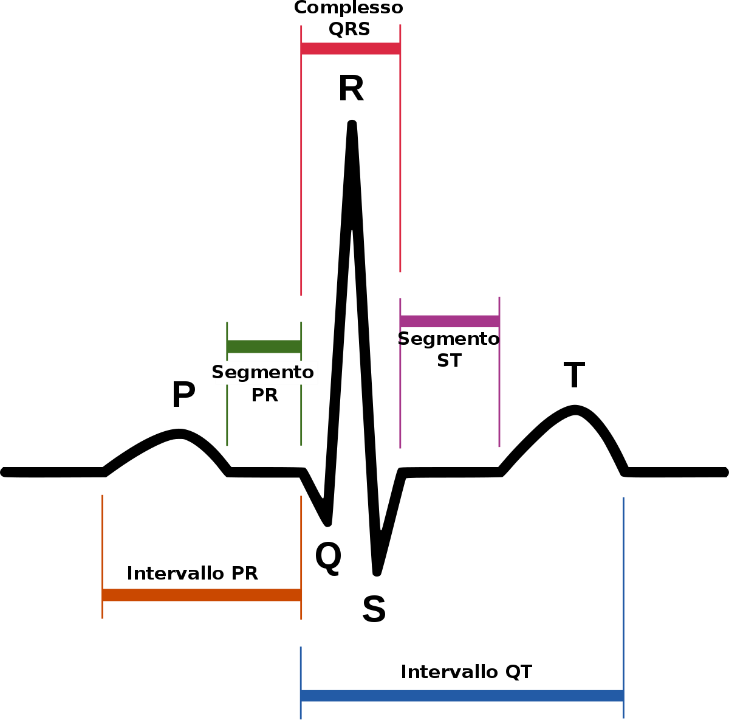 Complesso
QRS
R
Segmento
ST
Segmento
PR
P
T
Q
Intervallo PR
S
Intervallo QT